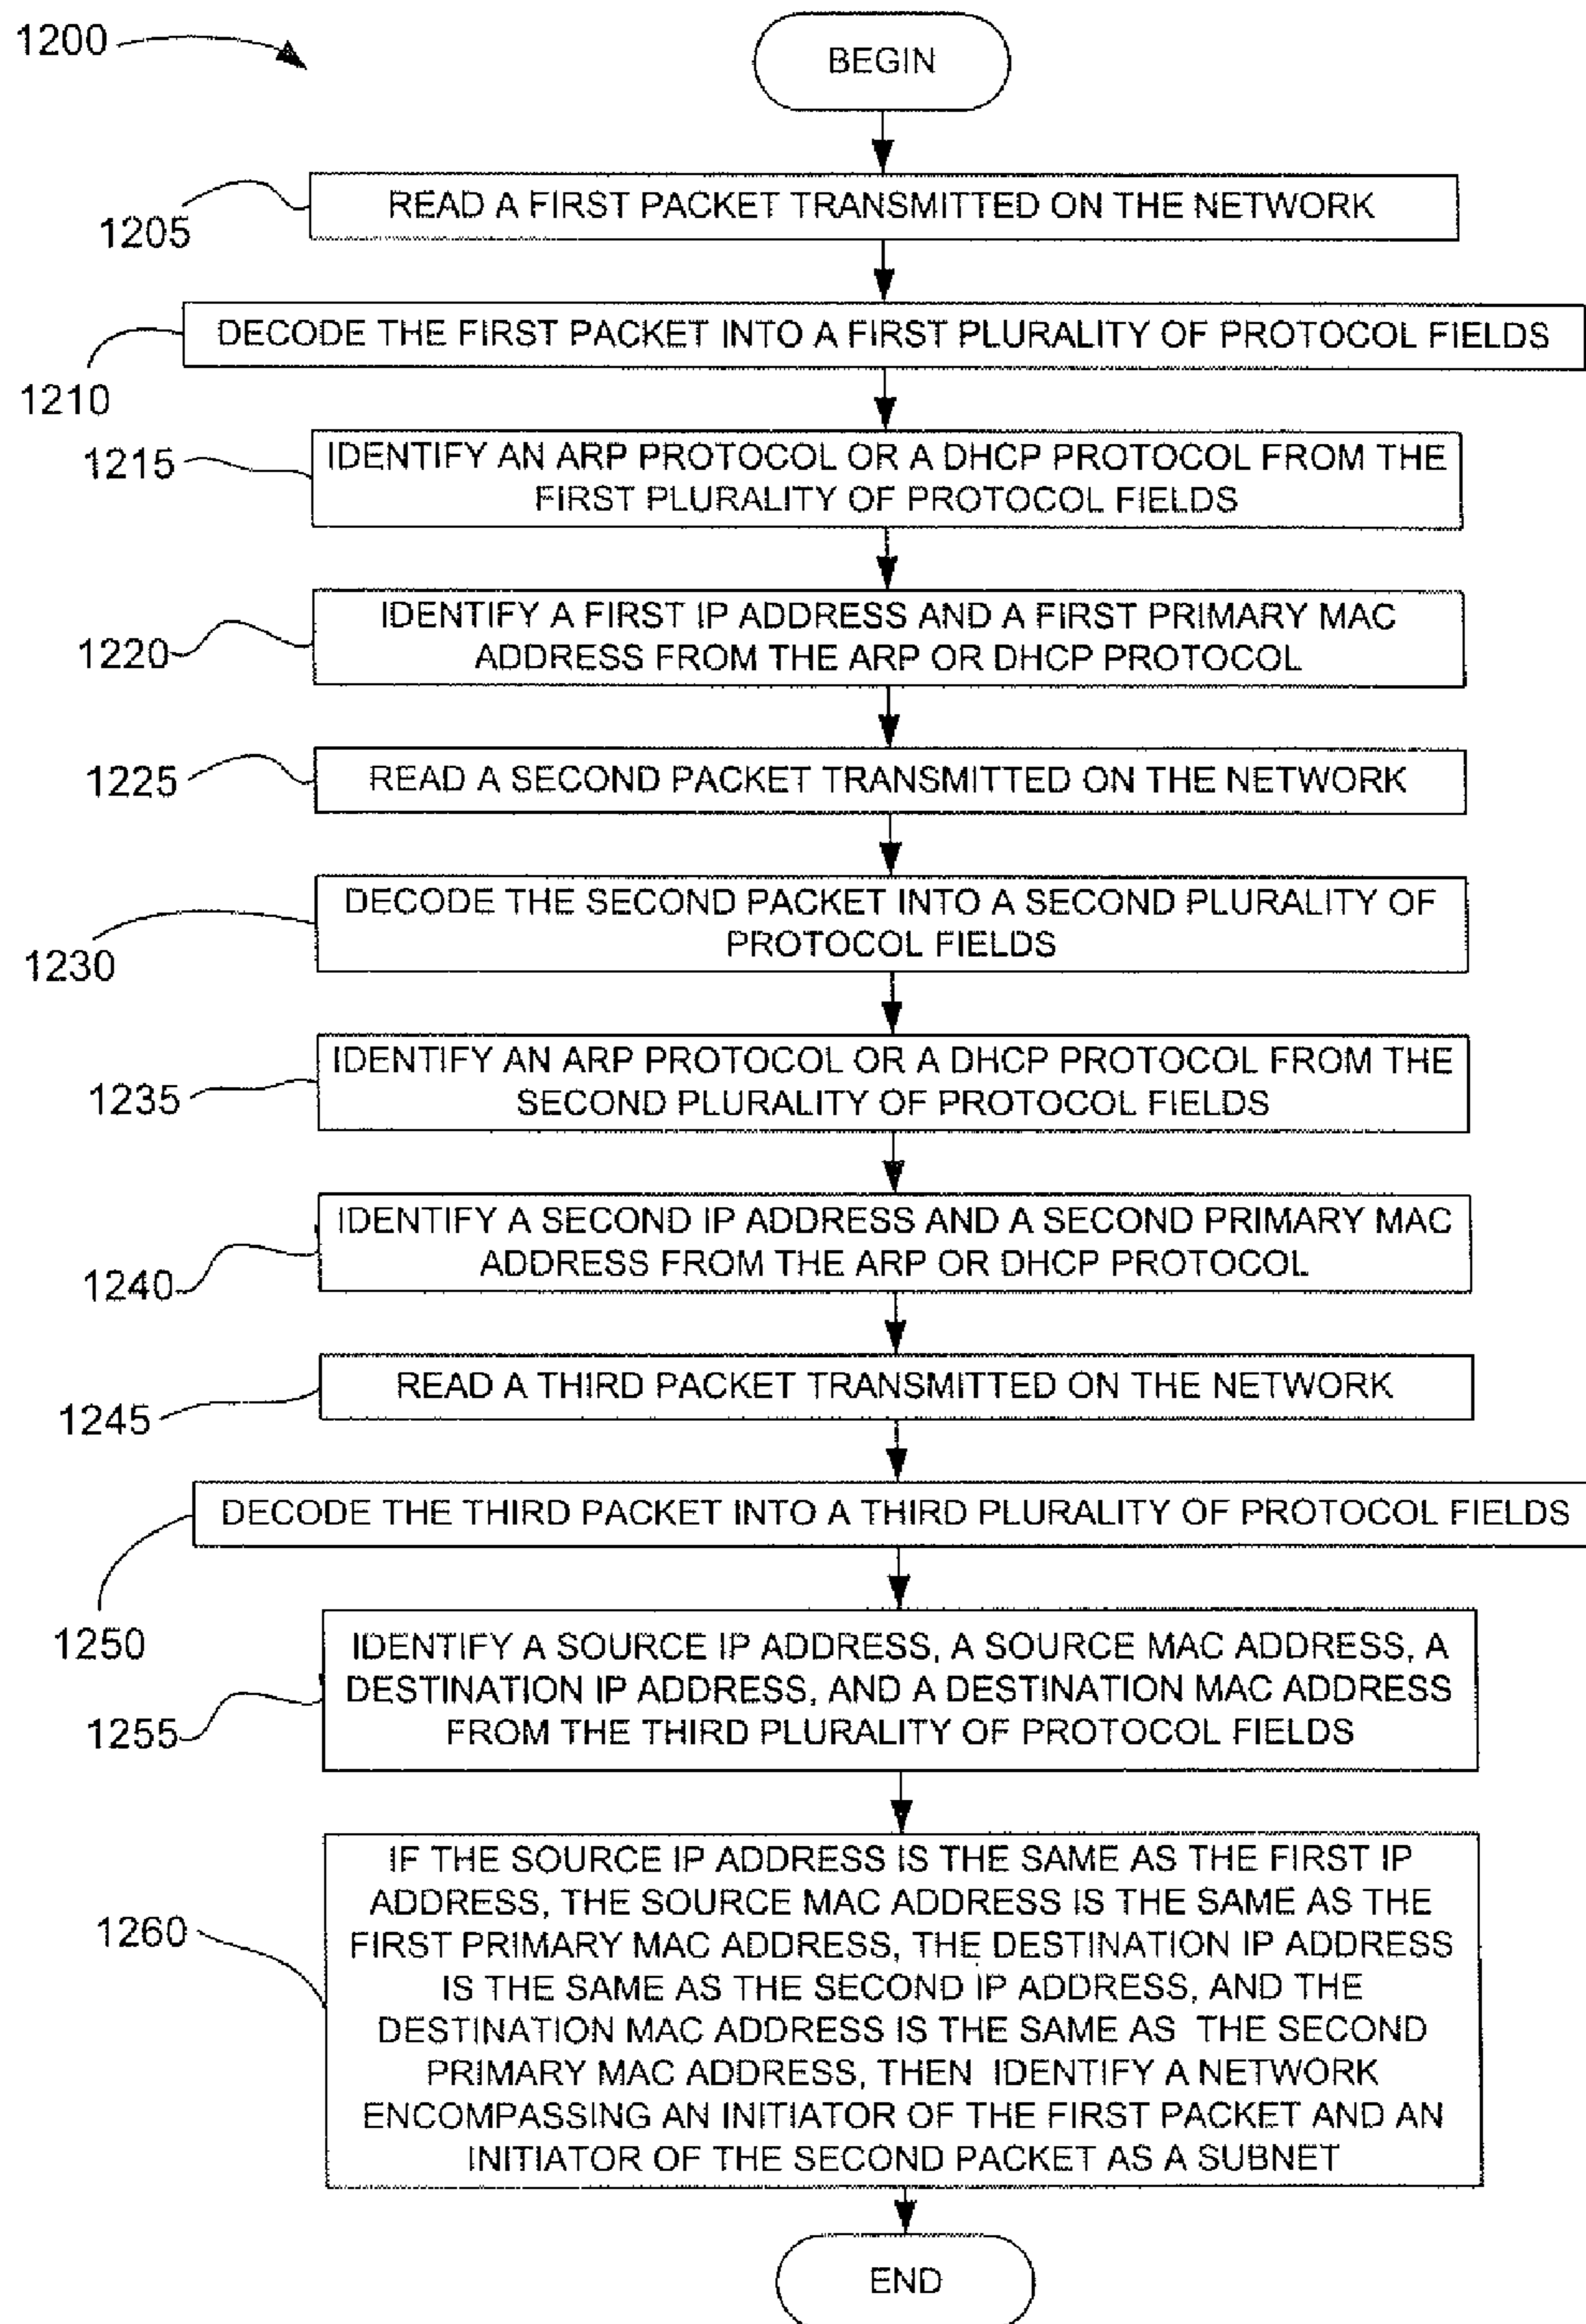 1200
BEGIN
1205
READ A FIRST PACKET TRANSMITTED ON THE NETWORK
DECODE THE FIRST PACKET INTO A FIRST PLURALITY OF PROTOCOL FIELDS
1210
1215
IDENTIFY AN ARP PROTOCOL OR A DHCP PROTOCOL FROM THE
FIRST PLURALITY OF PROTOCOL FIELDS
1220
IDENTIFY A FIRST IP ADDRESS AND A FIRST PRIMARY MAC
ADDRESS FROM THE ARP OR DHCP PROTOCOL
1225
READ A SECOND PACKET TRANSMITTED ON THE NETWORK
DECODE THE SECOND PACKET INTO A SECOND PLURALITY OF
PROTOCOL FIELDS
1230
IDENTIFY AN ARP PROTOCOL OR A DHCP PROTOCOL FROM THE
SECOND PLURALITY OF PROTOCOL FIELDS
1235
IDENTIFY A SECOND IP ADDRESS AND A SECOND PRIMARY MAC
ADDRESS FROM THE ARP OR DHCP PROTOCOL
1240
READ A THIRD PACKET TRANSMITTED ON THE NETWORK
1245
DECODE THE THIRD PACKET INTO A THIRD PLURALITY OF PROTOCOL FIELDS
1250
IDENTIFY A SOURCE IP ADDRESS, A SOURCE MAC ADDRESS, A
DESTINATION IP ADDRESS, AND A DESTINATION MAC ADDRESS
FROM THE THIRD PLURALITY OF PROTOCOL FIELDS
1255
IF THE SOURCE IP ADDRESS IS THE SAME AS THE FIRST IP
ADDRESS, THE SOURCE MAC ADDRESS IS THE SAME AS THE
FIRST PRIMARY MAC ADDRESS, THE DESTINATION IP ADDRESS
IS THE SAME AS THE SECOND IP ADDRESS, AND THE
DESTINATION MAC ADDRESS IS THE SAME AS THE SECOND
PRIMARY MAC ADDRESS, THEN IDENTIFY A NETWORK
ENCOMPASSING AN INITIATOR OF THE FIRST PACKET AND AN
INITIATOR OF THE SECOND PACKET AS A SUBNET
1260
END